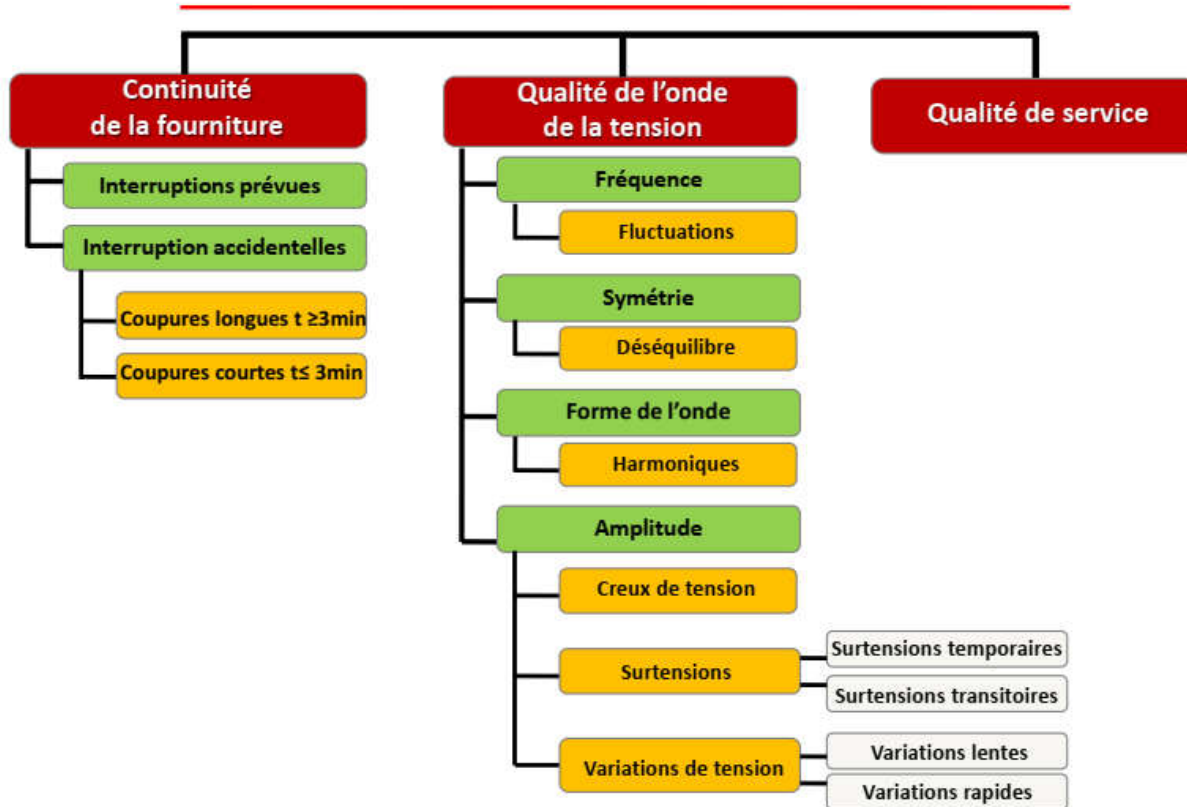 Continuité
de la fourniture
Interruptions prévues
Interruption accidentelles
Coupures longues t ≥3min
Coupures courtes t≤ 3min
Qualité de l'onde
de la tension
Fréquence
Fluctuations
Symétrie
Déséquilibre
Forme de l'onde
Harmoniques
Amplitude
Creux de tension
Surtensions
Surtensions temporaires
Surtensions transitoires
Variations de tension
Variations lentes
Variations rapides
Qualité de service